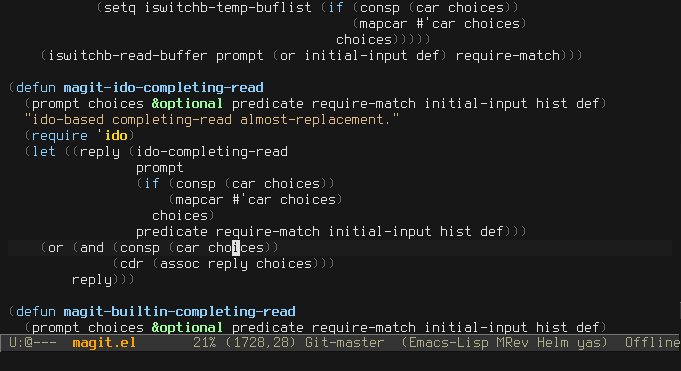 (setq iswitchb-temp-buflist (if (consp (car choices))
                                           (mapcar #'car choices)
                                         choices)))))
    (iswitchb-read-buffer prompt (or initial-input def) require-match)))

(defun magit-ido-completing-read
  (prompt choices &optional predicate require-match initial-input hist def)
  "ido-based completing-read almost-replacement."
  (require 'ido)
  (let ((reply (ido-completing-read
                prompt
                (if (consp (car choices))
                    (mapcar #'car choices)
                  choices)
                predicate require-match initial-input hist def)))
    (or (and (consp (car choices))
             (cdr (assoc reply choices)))
        reply)))

(defun magit-builtin-completing-read
  (prompt choices &optional predicate require-match initial-input hist def)
U:@---  magit.el       21% (1728,28) Git-master  (Emacs-Lisp MRev Helm yas)  Offline